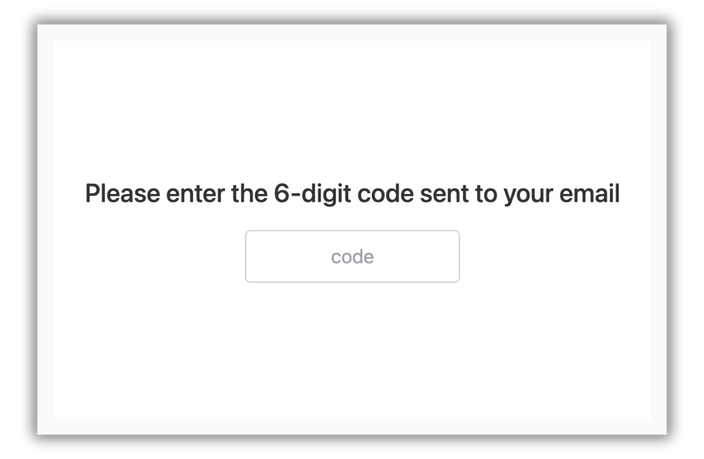 Please enter the 6-digit code sent to your email
code